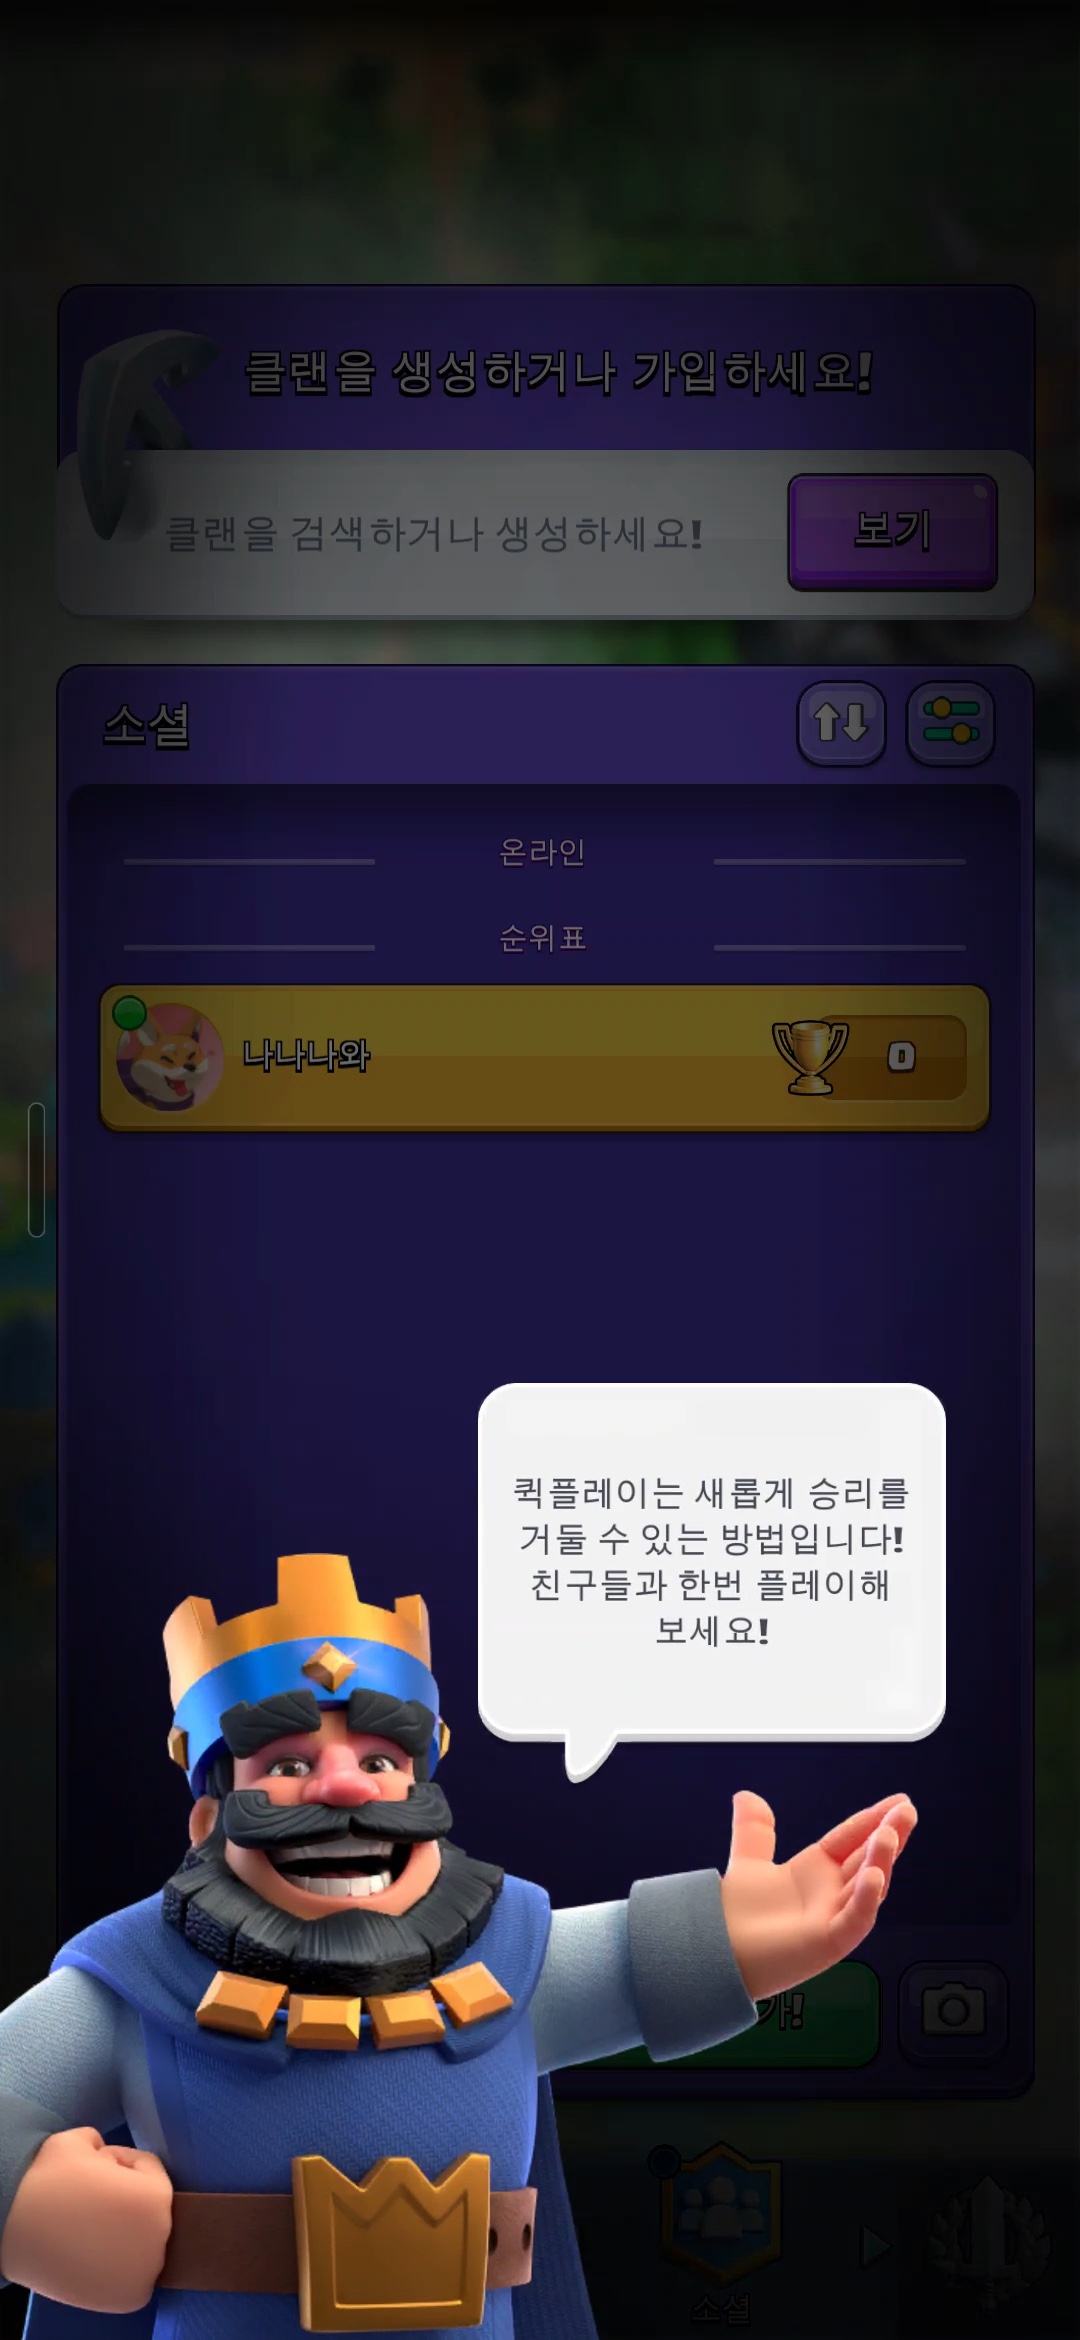 클랜을 생성하거나 가입하세요!
클랜을 검색하거나 생성하세요!
보기
소셜
온라인
순위표
나나나와
0
퀵플레이는 새롭게 승리를
거둘 수 있는 방법입니다!
친구들과 한번 플레이해
보세요!
가!
소셜